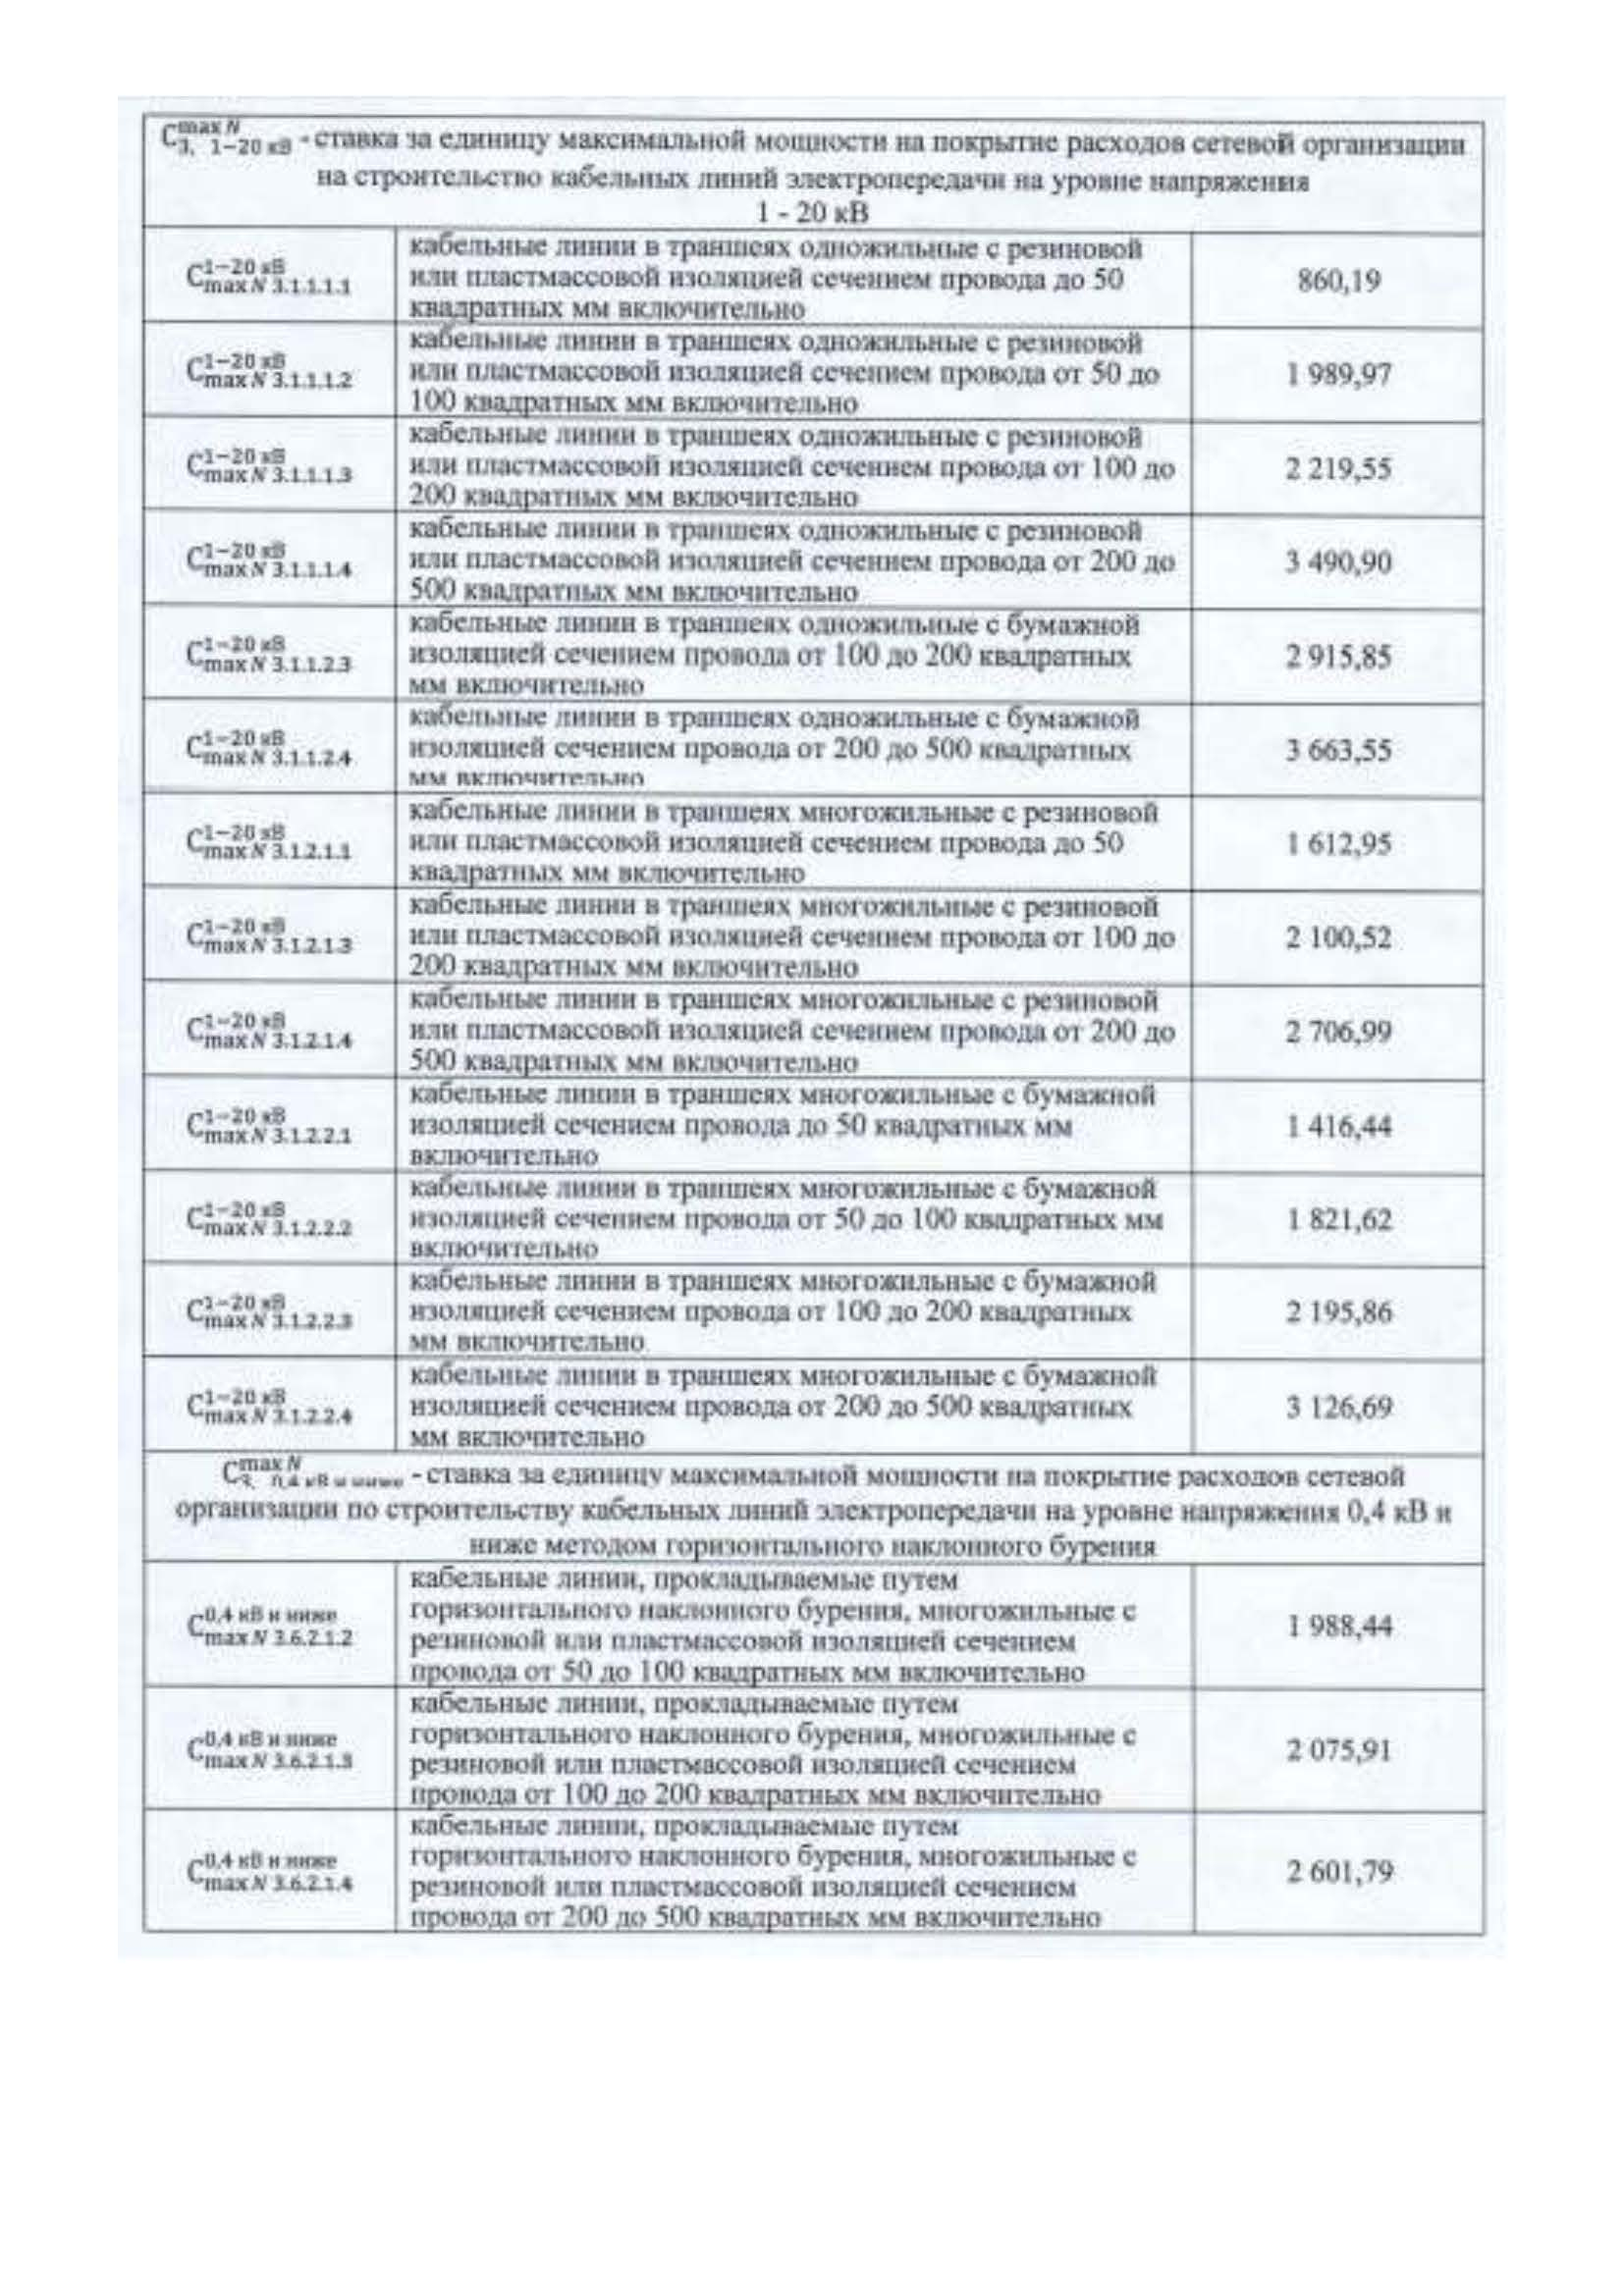 C max N 3, 1−20 кВ - ставка за единицу максимальной мощности на покрытие расходов сетевой организации
на строительство кабельных линий электропередачи на уровне напряжения
1 - 20 кВ
C 1−20 кВ max N 3.1.1.1.1
кабельные линии в траншеях одножильные с резиновой
или пластмассовой изоляцией сечением провода до 50
квадратных мм включительно
860,19
C 1−20 кВ max N 3.1.1.1.2
кабельные линии в траншеях одножильные с резиновой
или пластмассовой изоляцией сечением провода от 50 до
100 квадратных мм включительно
1 989,97
C 1−20 кВ max N 3.1.1.1.3
кабельные линии в траншеях одножильные с резиновой
или пластмассовой изоляцией сечением провода от 100 до
200 квадратных мм включительно
2 219,55
C 1−20 кВ max N 3.1.1.1.4
кабельные линии в траншеях одножильные с резиновой
или пластмассовой изоляцией сечением провода от 200 до
500 квадратных мм включительно
3 490,90
C 1−20 кВ max N 3.1.1.2.3
кабельные линии в траншеях одножильные с бумажной
изоляцией сечением провода от 100 до 200 квадратных
мм включительно
2 915,85
C 1−20 кВ max N 3.1.1.2.4
кабельные линии в траншеях одножильные с бумажной
изоляцией сечением провода от 200 до 500 квадратных
мм включительно
3 663,55
C 1−20 кВ max N 3.1.2.1.1
кабельные линии в траншеях многожильные с резиновой
или пластмассовой изоляцией сечением провода до 50
квадратных мм включительно
1 612,95
C 1−20 кВ max N 3.1.2.1.3
кабельные линии в траншеях многожильные с резиновой
или пластмассовой изоляцией сечением провода от 100 до
200 квадратных мм включительно
2 100,52
C 1−20 кВ max N 3.1.2.1.4
кабельные линии в траншеях многожильные с резиновой
или пластмассовой изоляцией сечением провода от 200 до
500 квадратных мм включительно
2 706,99
C 1−20 кВ max N 3.1.2.2.1
кабельные линии в траншеях многожильные с бумажной
изоляцией сечением провода до 50 квадратных мм
включительно
1 416,44
C 1−20 кВ max N 3.1.2.2.2
кабельные линии в траншеях многожильные с бумажной
изоляцией сечением провода от 50 до 100 квадратных мм
включительно
1 821,62
C 1−20 кВ max N 3.1.2.2.3
кабельные линии в траншеях многожильные с бумажной
изоляцией сечением провода от 100 до 200 квадратных
мм включительно
2 195,86
C 1−20 кВ max N 3.1.2.2.4
кабельные линии в траншеях многожильные с бумажной
изоляцией сечением провода от 200 до 500 квадратных
мм включительно
3 126,69
C max N 3, 0,4 кВ и ниже - ставка за единицу максимальной мощности на покрытие расходов сетевой
организации по строительству кабельных линий электропередачи на уровне напряжения 0,4 кВ и
ниже методом горизонтального наклонного бурения
C 0,4 кВ и ниже max N 3.6.2.1.2
кабельные линии, прокладываемые путем
горизонтального наклонного бурения, многожильные с
резиновой или пластмассовой изоляцией сечением
провода от 50 до 100 квадратных мм включительно
1 988,44
C 0,4 кВ и ниже max N 3.6.2.1.3
кабельные линии, прокладываемые путем
горизонтального наклонного бурения, многожильные с
резиновой или пластмассовой изоляцией сечением
провода от 100 до 200 квадратных мм включительно
2 075,91
C 0,4 кВ и ниже max N 3.6.2.1.4
кабельные линии, прокладываемые путем
горизонтального наклонного бурения, многожильные с
резиновой или пластмассовой изоляцией сечением
провода от 200 до 500 квадратных мм включительно
2 601,79